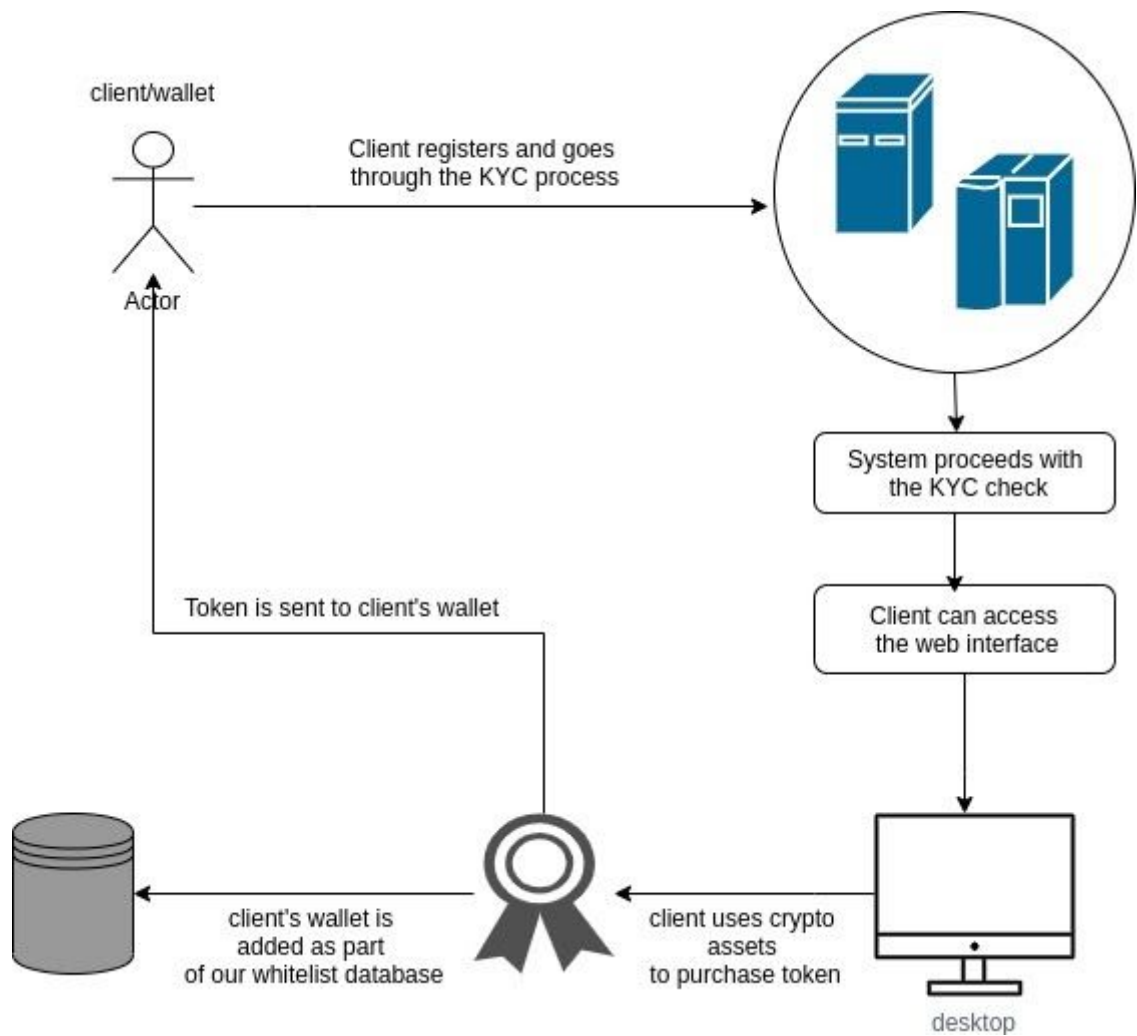 client/wallet
Client registers and goes
through the KYC process
Actor
System proceeds with
the KYC check
Client can access
the web interface
Token is sent to client's wallet
client's wallet is
added as part
of our whitelist database
client uses crypto
assets
to purchase token
desktop